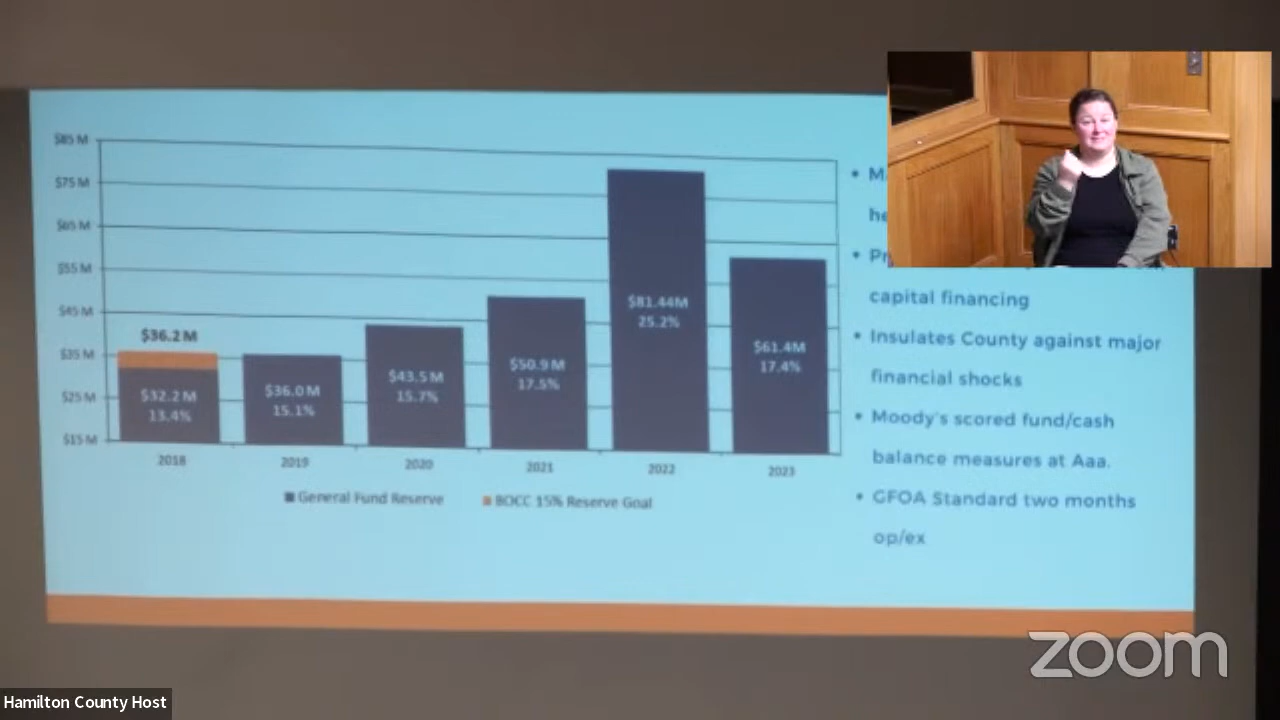 $85 M
$75 M
$65 M
$55 M
$45 M
$35 M
$25 M
$15 M
$36.2 M
$32.2 M
13.4%
$36.0 M
15.1%
$43.5 M
15.7%
$50.9 M
17.5%
$81.44M
25.2%
$61.4M
17.4%
2018
2019
2020
2021
2022
2023
General Fund Reserve
BOCC 15% Reserve Goal
capital financing
• Insulates County against major
financial shocks
• Moody's scored fund/cash
balance measures at Aaa.
• GFOA Standard two months
op/ex
zoom
Hamilton County Host